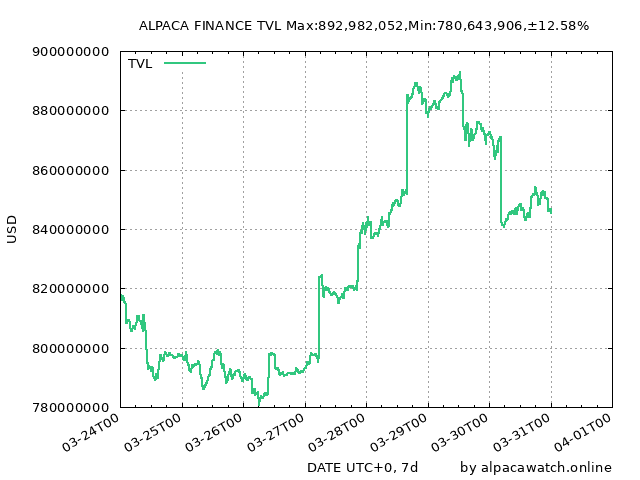 ALPACA FINANCE TVL Max:892,982,052,Min:780,643,906,±12.58%
TVL
900000000
880000000
860000000
840000000
820000000
800000000
780000000
USD
03-24T00
03-25T00
03-26T00
03-27T00
03-28T00
03-29T00
03-30T00
03-31T00
04-01T00
DATE UTC+0, 7d
by alpacawatch.online